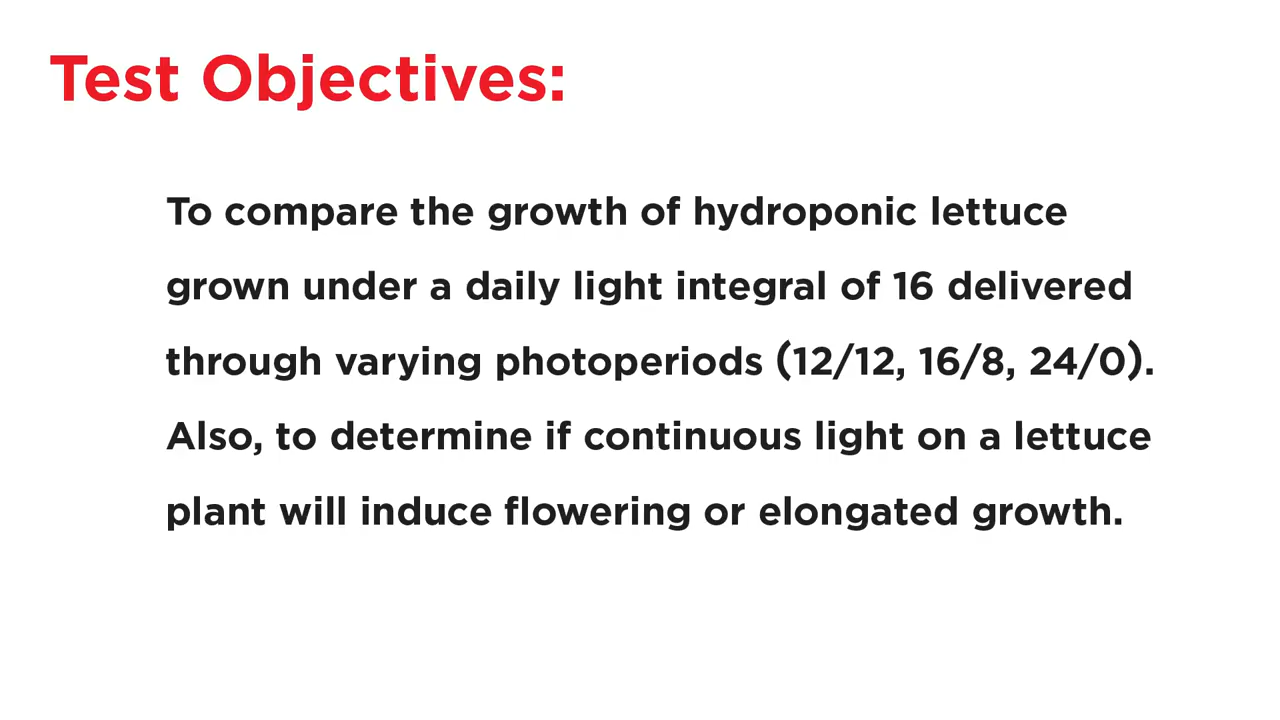 Test Objectives:
To compare the growth of hydroponic lettuce
grown under a daily light integral of 16 delivered
through varying photoperiods (12/12, 16/8, 24/0).
Also, to determine if continuous light on a lettuce
plant will induce flowering or elongated growth.